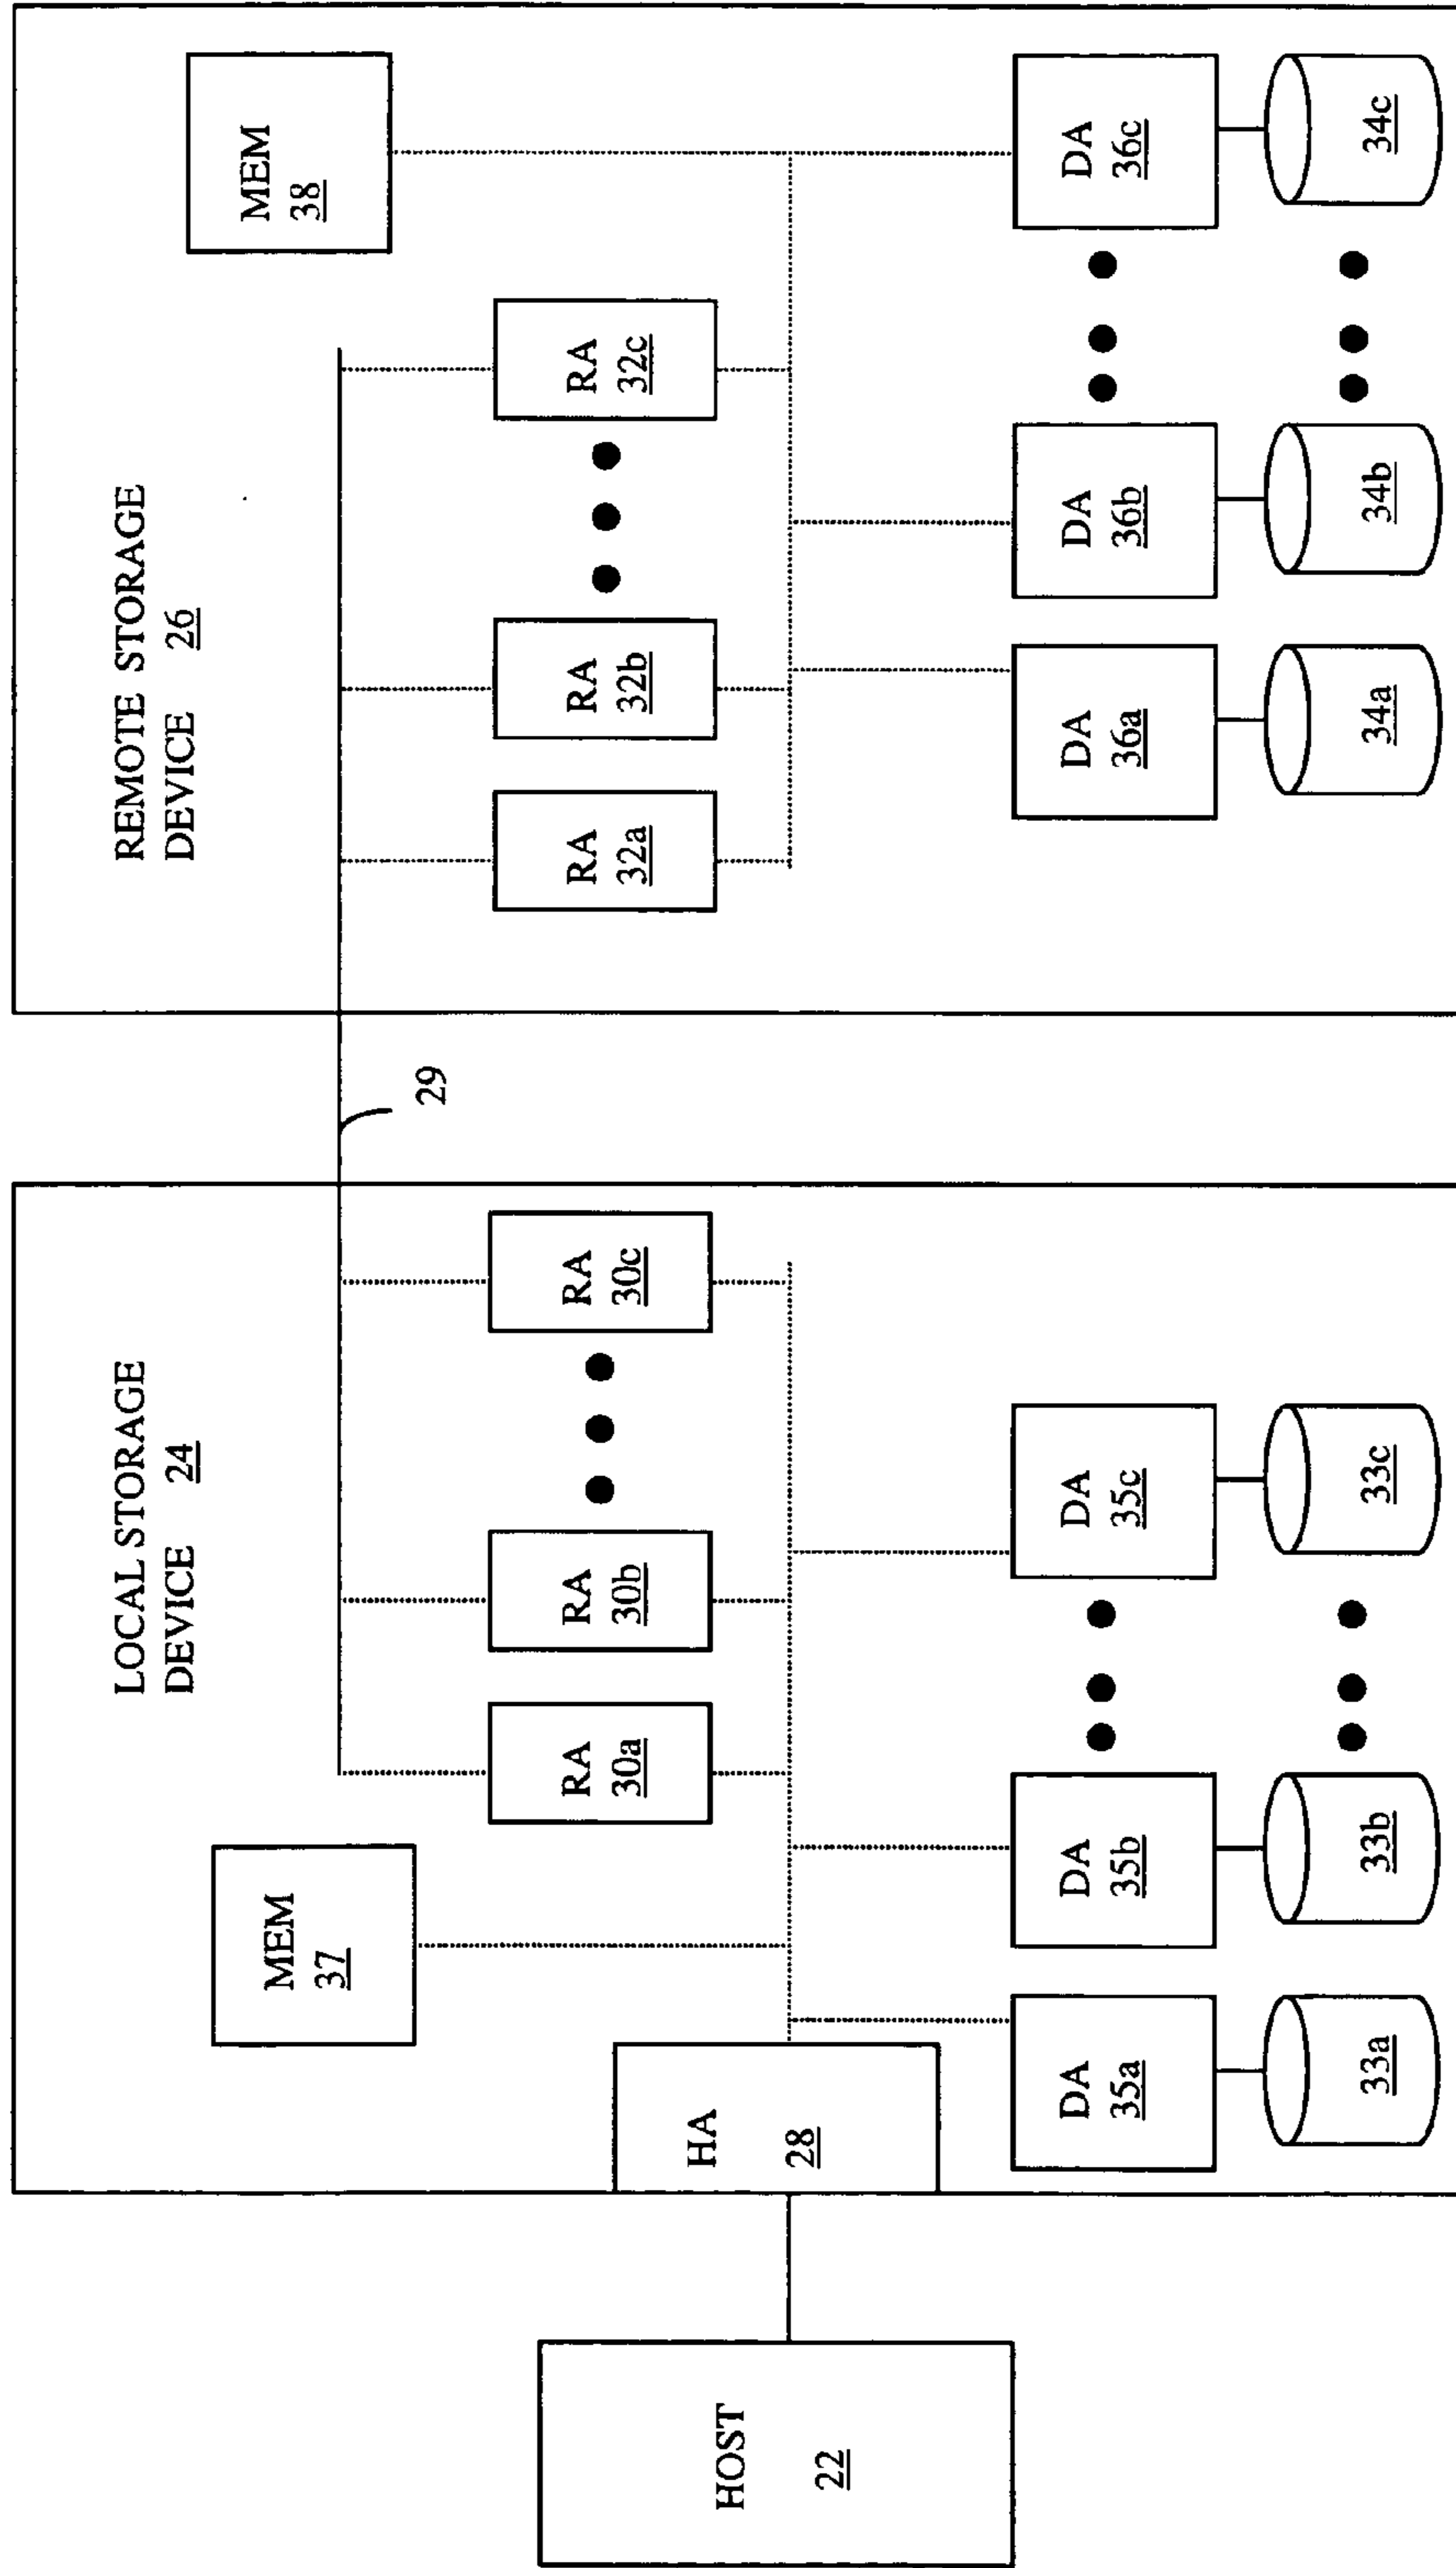 HOST
22
LOCAL STORAGE
DEVICE 24
MEM
37
HA
28
RA
30a
RA
30b
RA
30c
DA
35a
DA
35b
DA
35c
33a
33b
33c
29
REMOTE STORAGE
DEVICE 26
MEM
38
RA
32a
RA
32b
RA
32c
DA
36a
DA
36b
DA
36c
34a
34b
34c